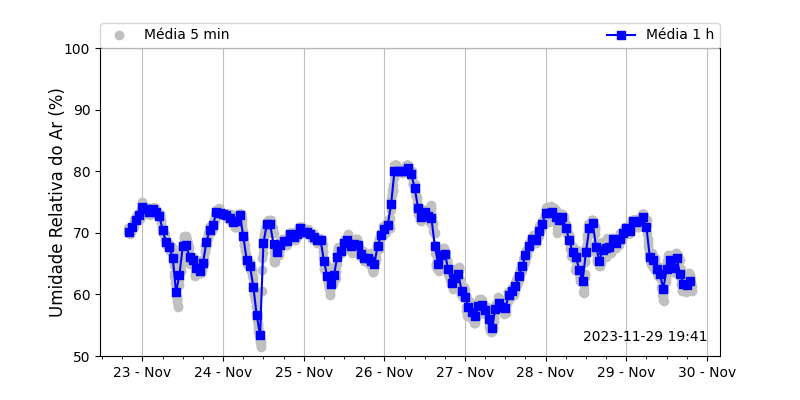 Média 5 min
Média 1 h
Umidade Relativa do Ar (%)
100
90
80
70
60
50
2023-11-29 19:41
23 - Nov
24 - Nov
25 - Nov
26 - Nov
27 - Nov
28 - Nov
29 - Nov
30 - Nov